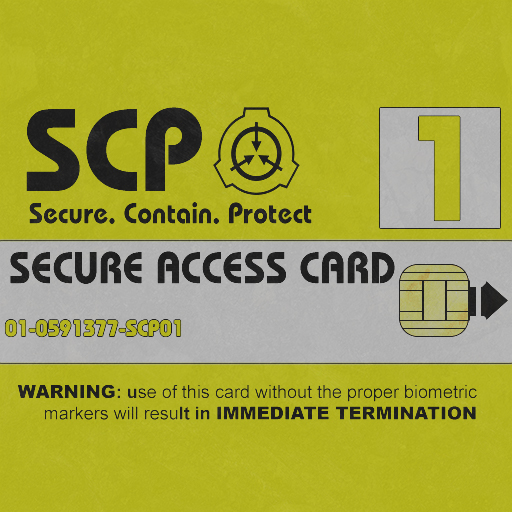 SCP
1
Secure. Contain. Protect
SECURE ACCESS CARD
01-0591377-SCP01
WARNING: use of this card without the proper biometric
markers will result in IMMEDIATE TERMINATION